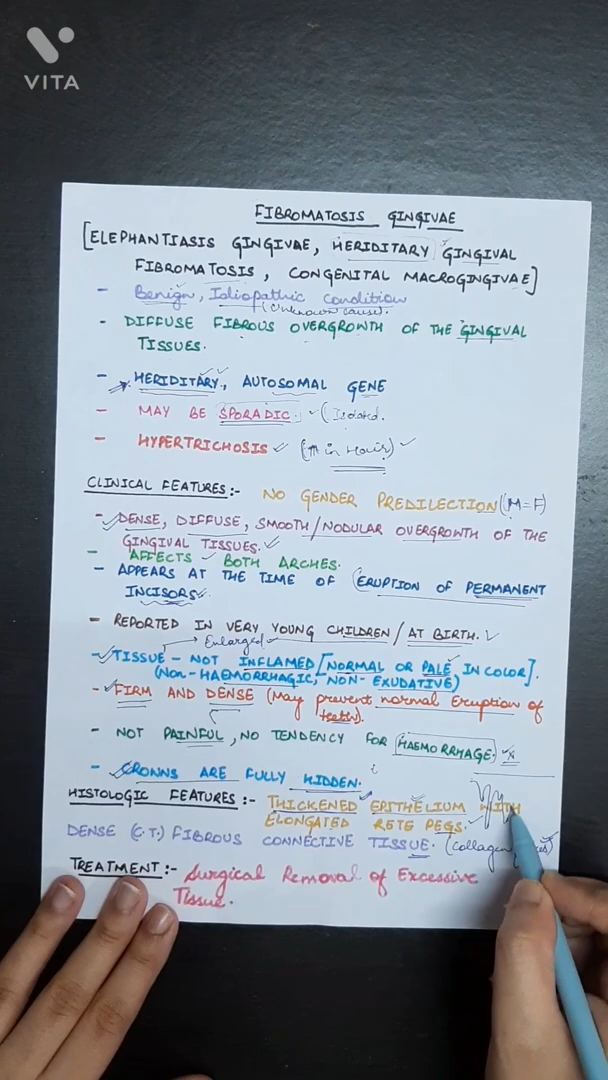 VITA
FIBROMATOSIS GINGIVAE
[ELEPHANTIASIS GINGIVAE, HERIDITARY GINGIVAL
FIBROMATOSIS, CONGENITAL MACROGINGIVAE]
- Benign, Idiopathic condition
(Unknown cause).
- DIFFUSE FIBROUS OVERGROWTH OF THE GINGIVAL
TISSUES.
- HERIDITARY, AUTOSOMAL GENE
- MAY BE SPORADIC. (Isolated.
- HYPERTRICHOSIS (↑ in Hair)
CLINICAL FEATURES:- NO GENDER PREDILECTION (M=F)
- DENSE, DIFFUSE, SMOOTH/NODULAR OVERGROWTH OF THE
GINGIVAL TISSUES.
- AFFECTS BOTH ARCHES.
- APPEARS AT THE TIME OF (ERUPTION OF PERMANENT
INCISORS.
- REPORTED IN VERY YOUNG CHILDREN/AT BIRTH.
→ Enlarged
- TISSUE - NOT INFLAMED [NORMAL OR PALE IN COLOR].
(NON-HAEMORRHAGIC, NON-EXUDATIVE)
- FIRM AND DENSE (May prevent normal Eruption of
teeth).
- NOT PAINFUL, NO TENDENCY FOR HAEMORRHAGE.
- CROWNS ARE FULLY HIDDEN.
HISTOLOGIC FEATURES:- THICKENED EPITHELIUM WITH
ELONGATED RETE PEGS.
DENSE (C.T.) FIBROUS CONNECTIVE TISSUE. (Collagen
TREATMENT:- Surgical Removal of Excessive
Tissue.